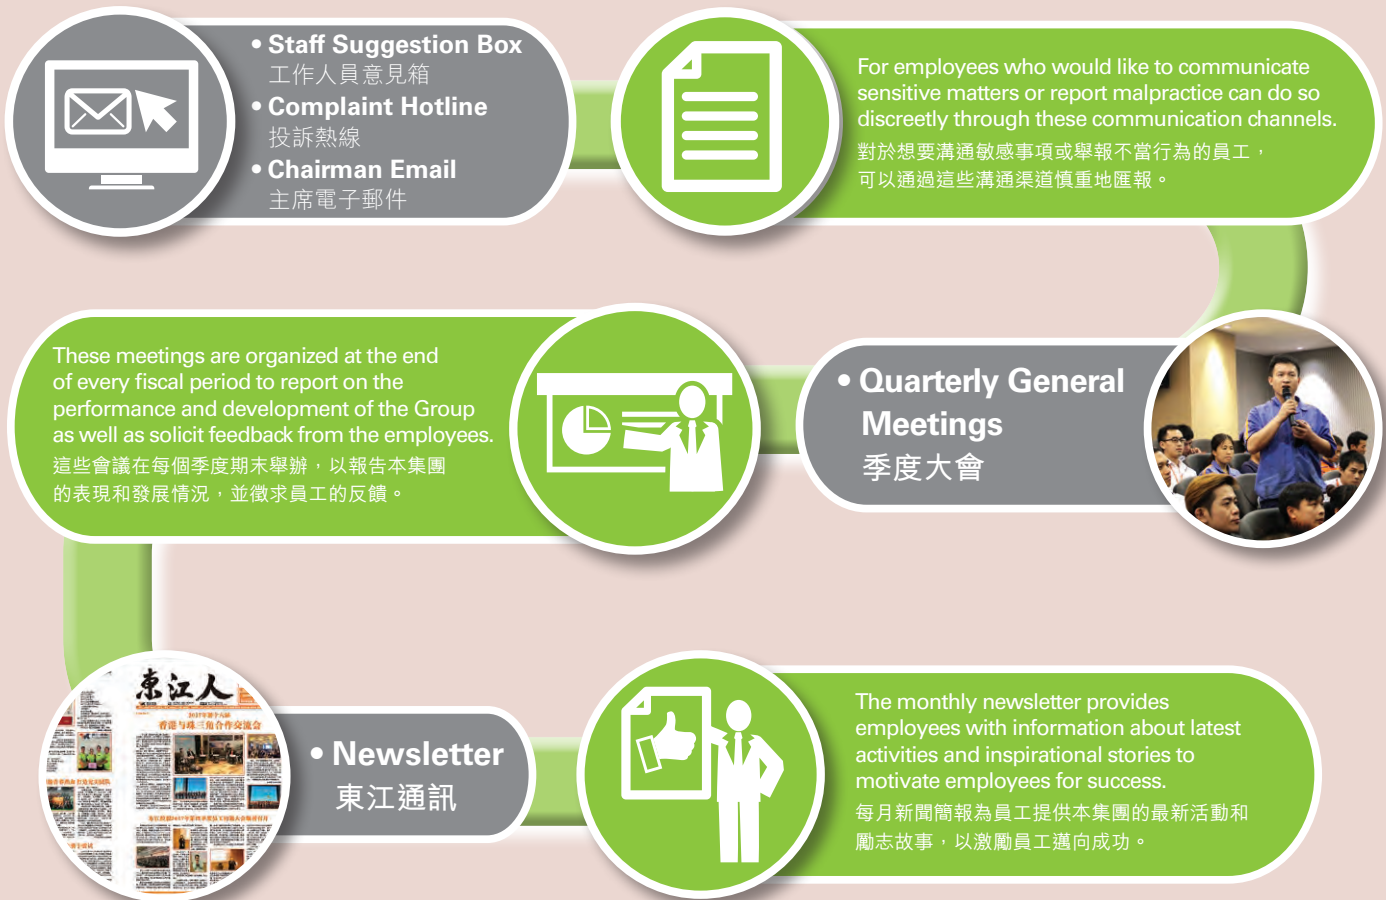 • Staff Suggestion Box
工作人員意見箱
• Complaint Hotline
投訴熱線
• Chairman Email
主席電子郵件
For employees who would like to communicate
sensitive matters or report malpractice can do so
discreetly through these communication channels.
對於想要溝通敏感事項或舉報不當行為的員工，
可以通過這些溝通渠道慎重地匯報。
• Quarterly General
Meetings
季度大會
These meetings are organized at the end
of every fiscal period to report on the
performance and development of the Group
as well as solicit feedback from the employees.
這些會議在每個季度期末舉辦，以報告本集團
的表現和發展情況，並徵求員工的反饋。
東江人
香港与珠三角合作交流会
• Newsletter
東江通訊
The monthly newsletter provides
employees with information about latest
activities and inspirational stories to
motivate employees for success.
每月新聞簡報為員工提供本集團的最新活動和
勵志故事，以激勵員工邁向成功。